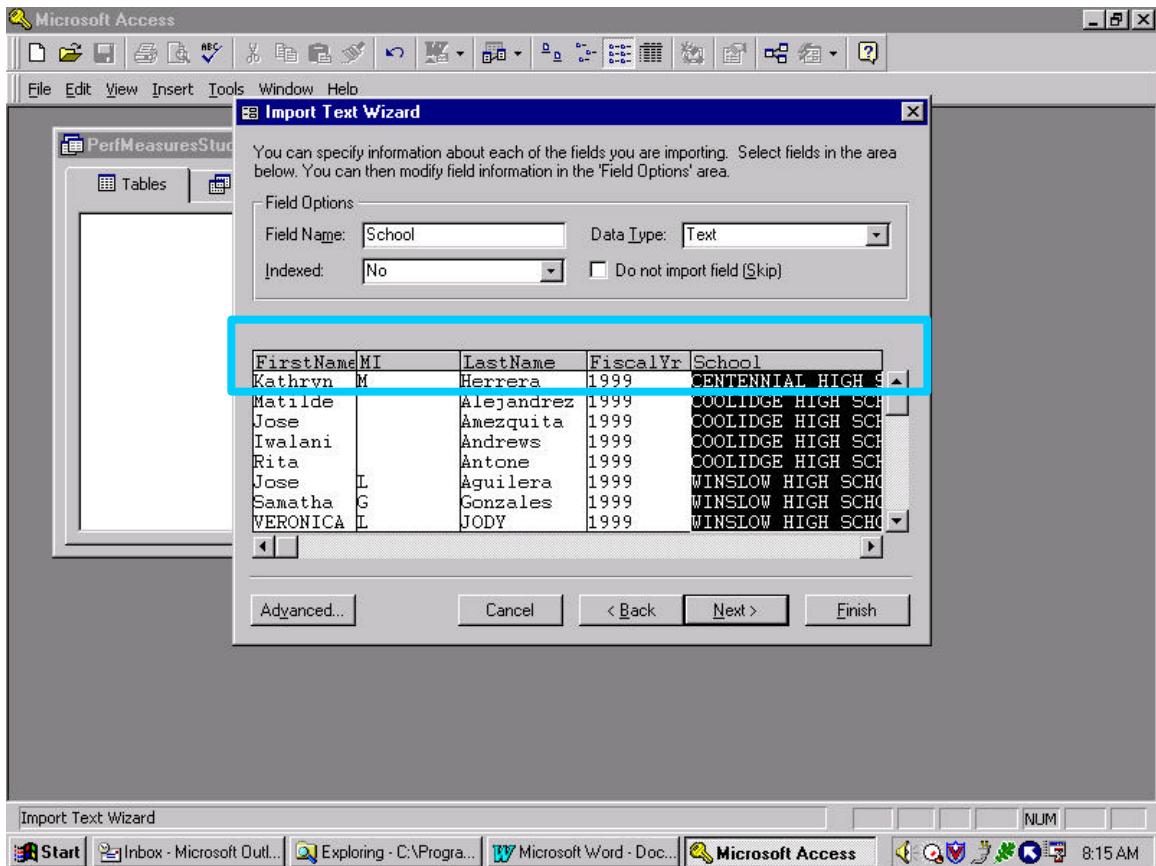 Microsoft Access
File Edit View Insert Tools Window Help
PerfMeasuresStud
Tables
Import Text Wizard
You can specify information about each of the fields you are importing. Select fields in the area
below. You can then modify field information in the 'Field Options' area.
Field Options
Field Name: School Data Type: Text
Indexed: No Do not import field (Skip)
FirstName MI LastName FiscalYr School
Kathryn M Herrera 1999 CENTENNIAL HIGH S
Matilde Alejandrez 1999 COOLIDGE HIGH SCH
Jose Amezquita 1999 COOLIDGE HIGH SCH
Iwalani Andrews 1999 COOLIDGE HIGH SCH
Rita Antone 1999 COOLIDGE HIGH SCH
Jose L Aguilera 1999 WINSLOW HIGH SCHO
Samatha G Gonzales 1999 WINSLOW HIGH SCHO
VERONICA L JODY 1999 WINSLOW HIGH SCHO
Advanced... Cancel < Back Next > Finish
Import Text Wizard NUM
Start Inbox - Microsoft Outl... Exploring - C:\Progra... Microsoft Word - Doc... Microsoft Access 8:15 AM